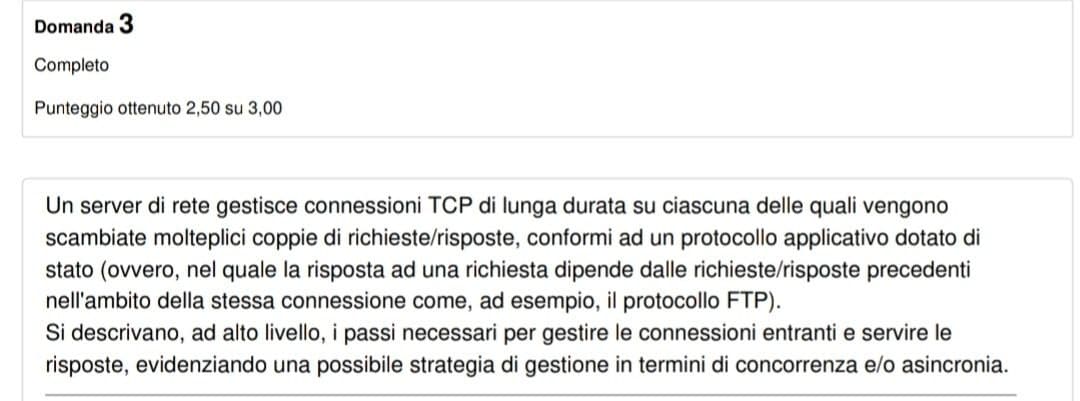 Domanda 3
Completo
Punteggio ottenuto 2,50 su 3,00
Un server di rete gestisce connessioni TCP di lunga durata su ciascuna delle quali vengono
scambiate molteplici coppie di richieste/risposte, conformi ad un protocollo applicativo dotato di
stato (ovvero, nel quale la risposta ad una richiesta dipende dalle richieste/risposte precedenti
nell'ambito della stessa connessione come, ad esempio, il protocollo FTP).
Si descrivano, ad alto livello, i passi necessari per gestire le connessioni entranti e servire le
risposte, evidenziando una possibile strategia di gestione in termini di concorrenza e/o asincronia.